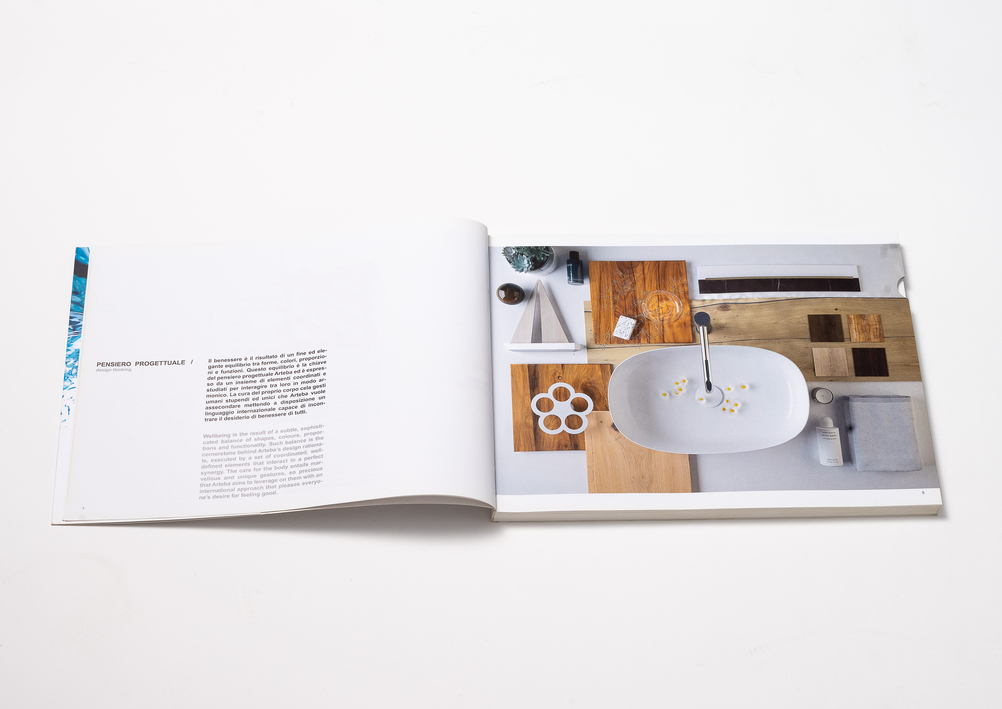 PENSIERO PROGETTUALE /
design thinking
Il benessere è il risultato di un fine ed ele-
gante equilibrio tra forme, colori, proporzio-
ni e funzioni. Questo equilibrio è la chiave
del pensiero progettuale Arteba ed è espres-
so da un insieme di elementi coordinati e
studiati per interagire tra loro in modo ar-
monico. La cura del proprio corpo cela gesti
umani stupendi ed unici che Arteba vuole
assecondare mettendo a disposizione un
linguaggio internazionale capace di incon-
trare il desiderio di benessere di tutti.
Wellbeing is the result of a subtle, sophisti-
cated balance of shapes, colours, propor-
tions and functionality. Such balance is the
cornerstone behind Arteba's design rationa-
le, executed by a set of coordinated, well-
defined elements that interact in a perfect
synergy. The care for the body entails mar-
vellous and unique gestures, so precious
that Arteba aims to leverage on them with an
international approach that pleases everyo-
ne's desire for feeling good.